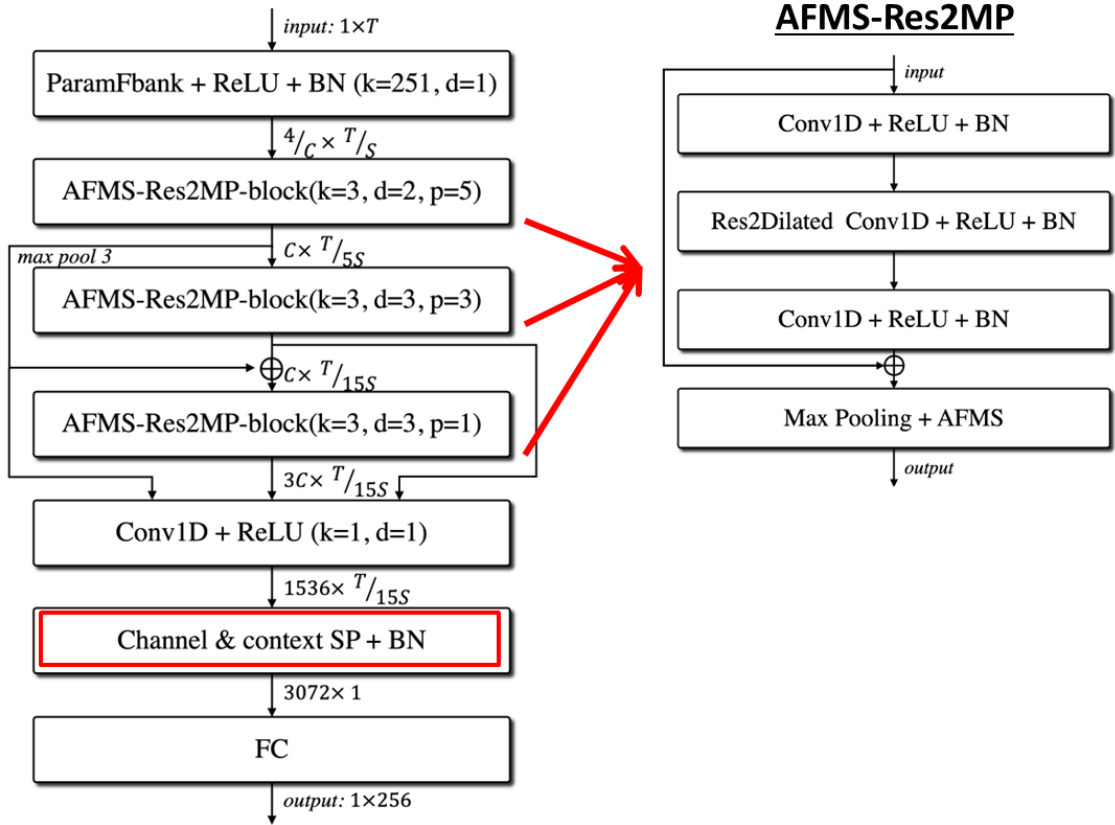 input: 1×T
ParamFbank + ReLU + BN (k=251, d=1)
4/C × T/S
AFMS-Res2MP-block(k=3, d=2, p=5)
max pool 3
C× T/5S
AFMS-Res2MP-block(k=3, d=3, p=3)
C× T/15S
AFMS-Res2MP-block(k=3, d=3, p=1)
3C× T/15S
Conv1D + ReLU (k=1, d=1)
1536× T/15S
Channel & context SP + BN
3072× 1
FC
output: 1×256
AFMS-Res2MP
input
Conv1D + ReLU + BN
Res2Dilated Conv1D + ReLU + BN
Conv1D + ReLU + BN
Max Pooling + AFMS
output